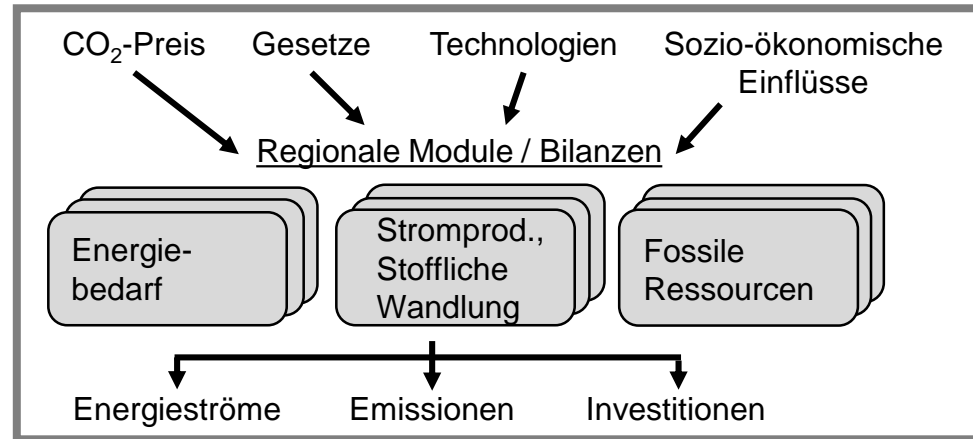 CO₂-Preis Gesetze Technologien Sozio-ökonomische
Einflüsse
Regionale Module / Bilanzen
Energie-
bedarf
Stromprod.,
Stoffliche
Wandlung
Fossile
Ressourcen
Energieströme Emissionen Investitionen